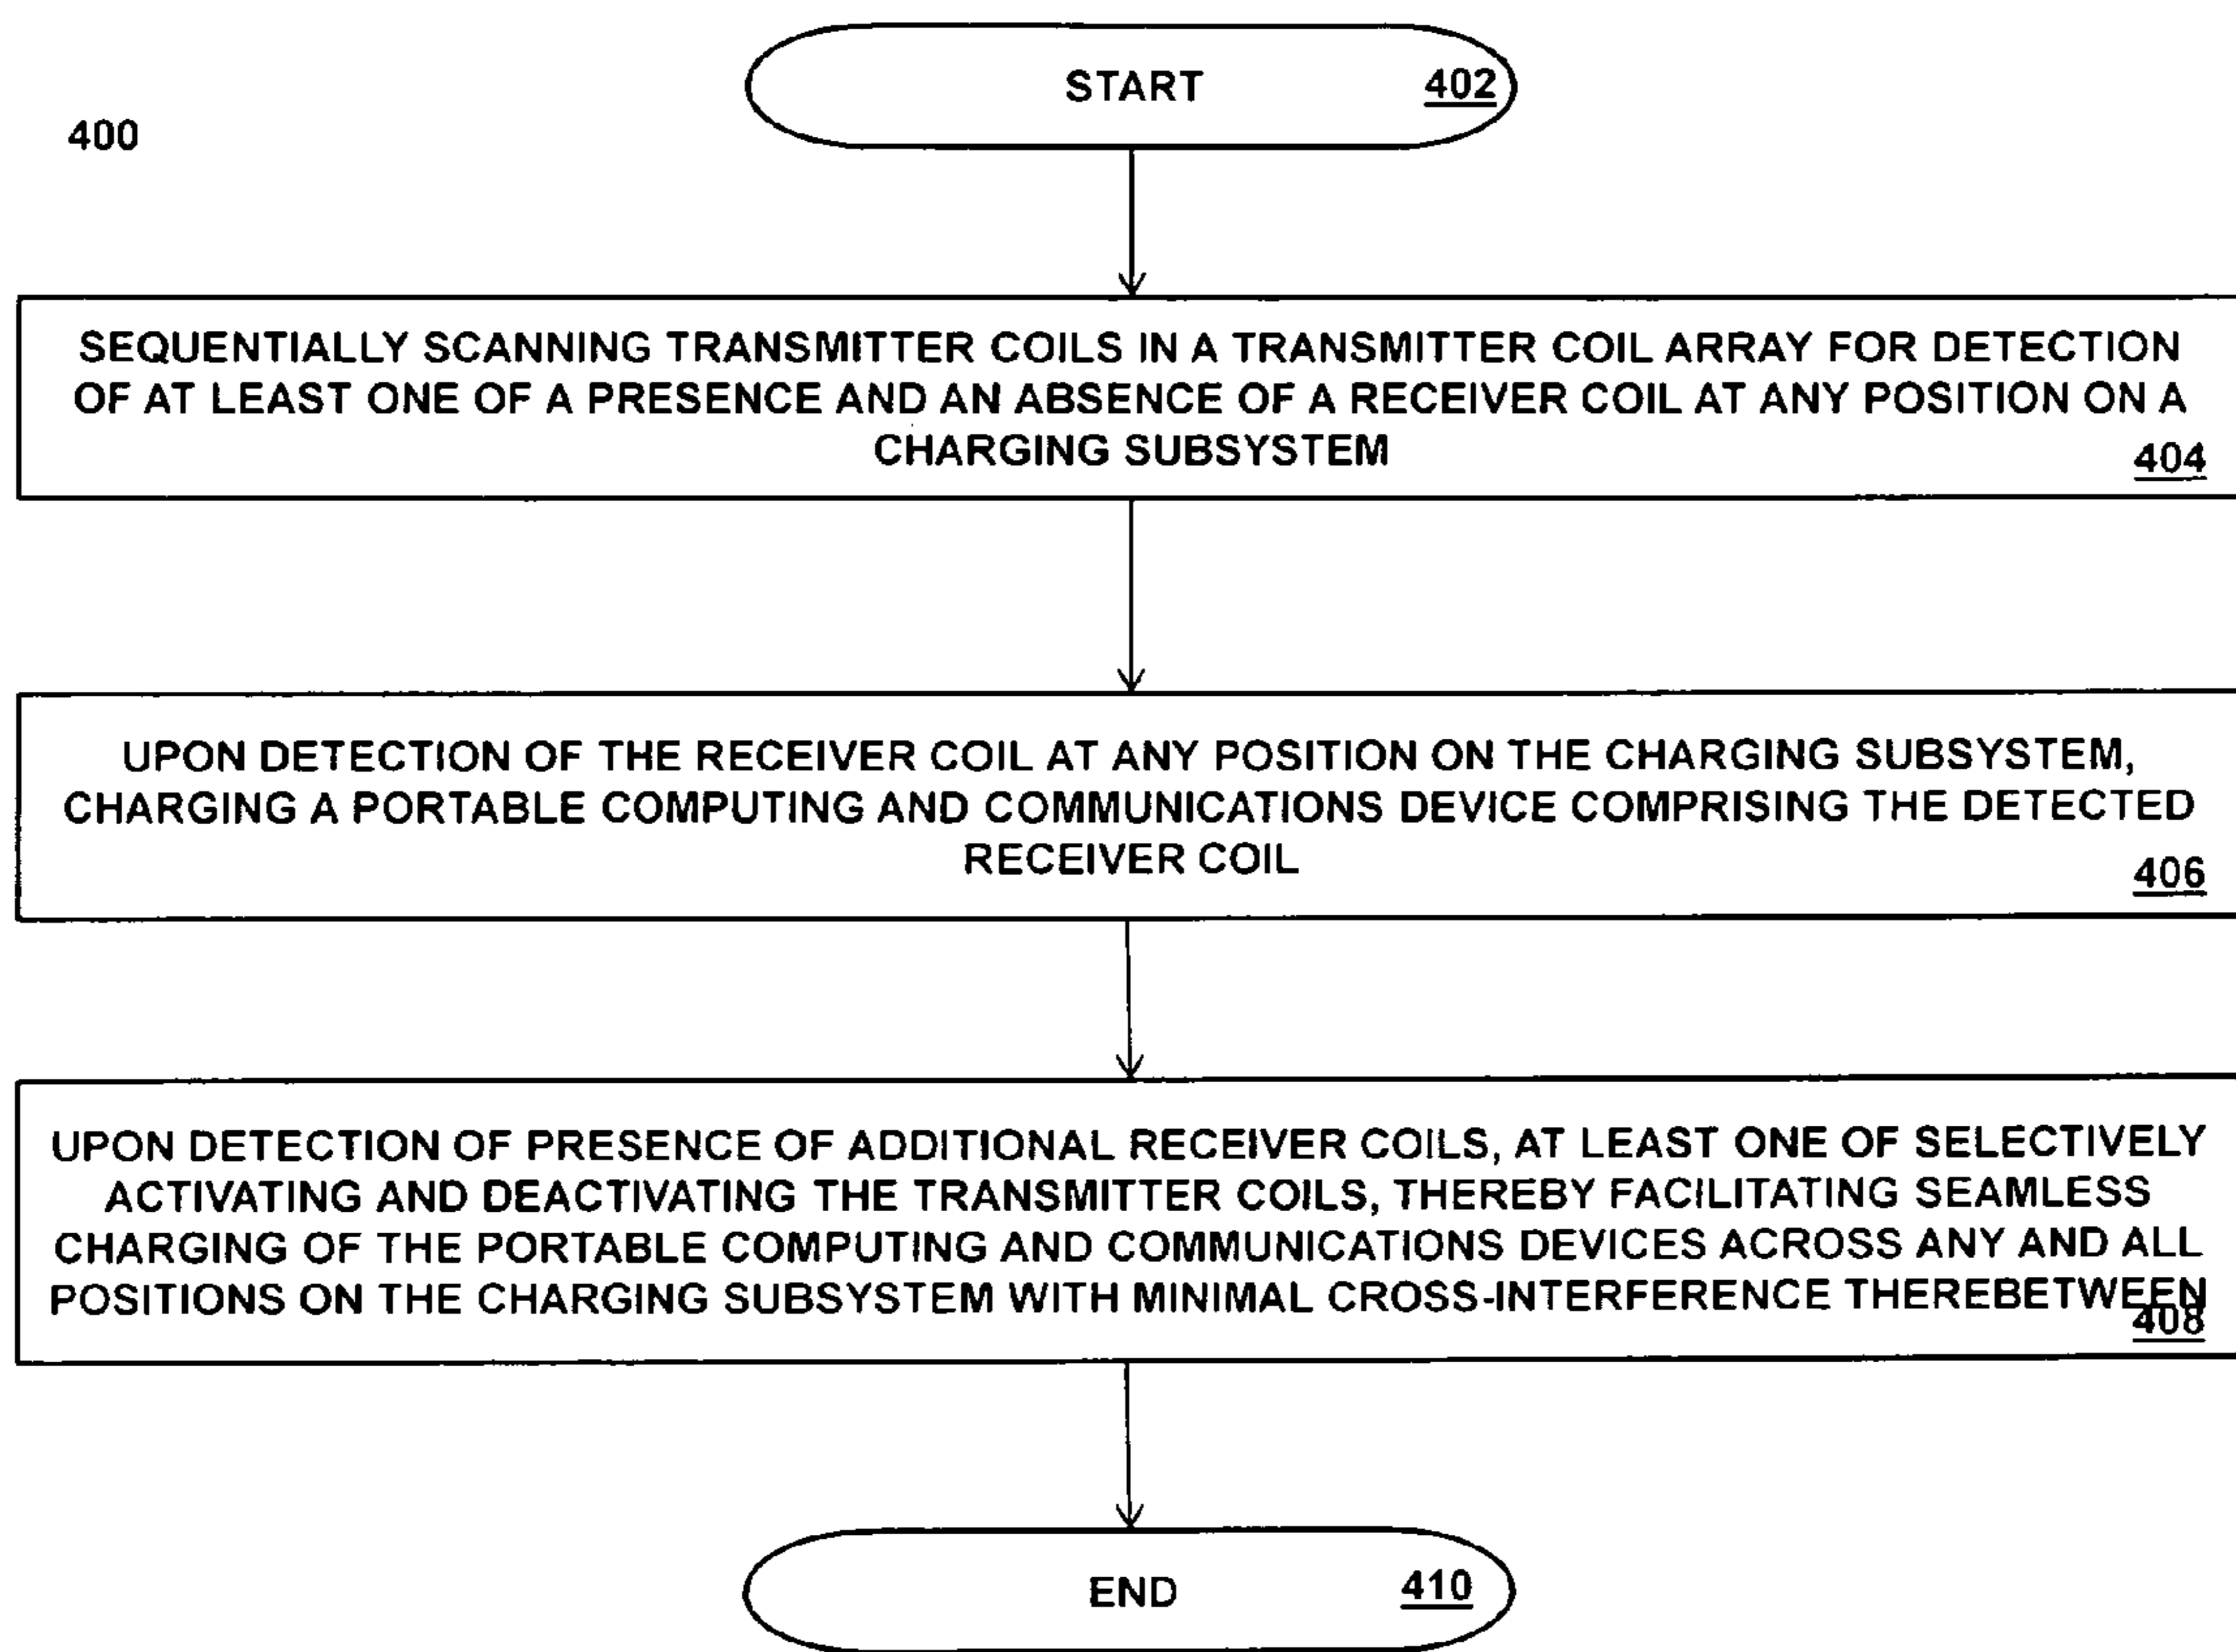 START 402
400
SEQUENTIALLY SCANNING TRANSMITTER COILS IN A TRANSMITTER COIL ARRAY FOR DETECTION
OF AT LEAST ONE OF A PRESENCE AND AN ABSENCE OF A RECEIVER COIL AT ANY POSITION ON A
CHARGING SUBSYSTEM
404
UPON DETECTION OF THE RECEIVER COIL AT ANY POSITION ON THE CHARGING SUBSYSTEM,
CHARGING A PORTABLE COMPUTING AND COMMUNICATIONS DEVICE COMPRISING THE DETECTED
RECEIVER COIL
406
UPON DETECTION OF PRESENCE OF ADDITIONAL RECEIVER COILS, AT LEAST ONE OF SELECTIVELY
ACTIVATING AND DEACTIVATING THE TRANSMITTER COILS, THEREBY FACILITATING SEAMLESS
CHARGING OF THE PORTABLE COMPUTING AND COMMUNICATIONS DEVICES ACROSS ANY AND ALL
POSITIONS ON THE CHARGING SUBSYSTEM WITH MINIMAL CROSS-INTERFERENCE THEREBETWEEN
408
END 410